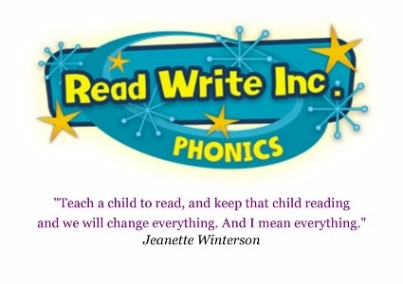 Read Write Inc.
PHONICS
"Teach a child to read, and keep that child reading
and we will change everything. And I mean everything."
Jeanette Winterson